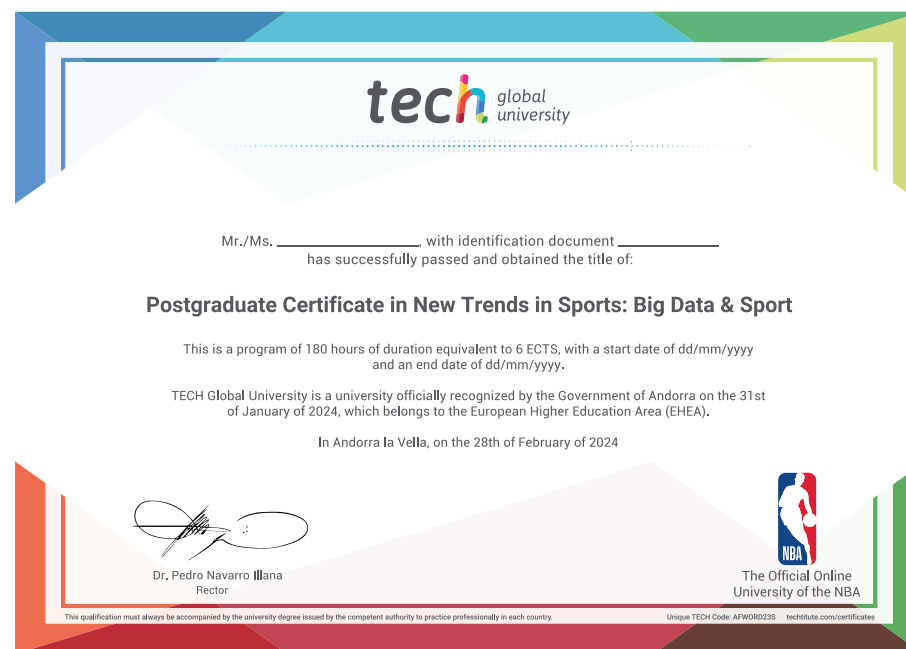 tech global university
Mr./Ms. ____________, with identification document ____________
has successfully passed and obtained the title of:
Postgraduate Certificate in New Trends in Sports: Big Data & Sport
This is a program of 180 hours of duration equivalent to 6 ECTS, with a start date of dd/mm/yyyy
and an end date of dd/mm/yyyy.
TECH Global University is a university officially recognized by the Government of Andorra on the 31st
of January of 2024, which belongs to the European Higher Education Area (EHEA).
In Andorra la Vella, on the 28th of February of 2024
NBA
Dr. Pedro Navarro Illana
Rector
The Official Online
University of the NBA
This qualification must always be accompanied by the university degree issued by the competent authority to practice professionally in each country.
Unique TECH Code: AFWORD23S techtitute.com/certificates